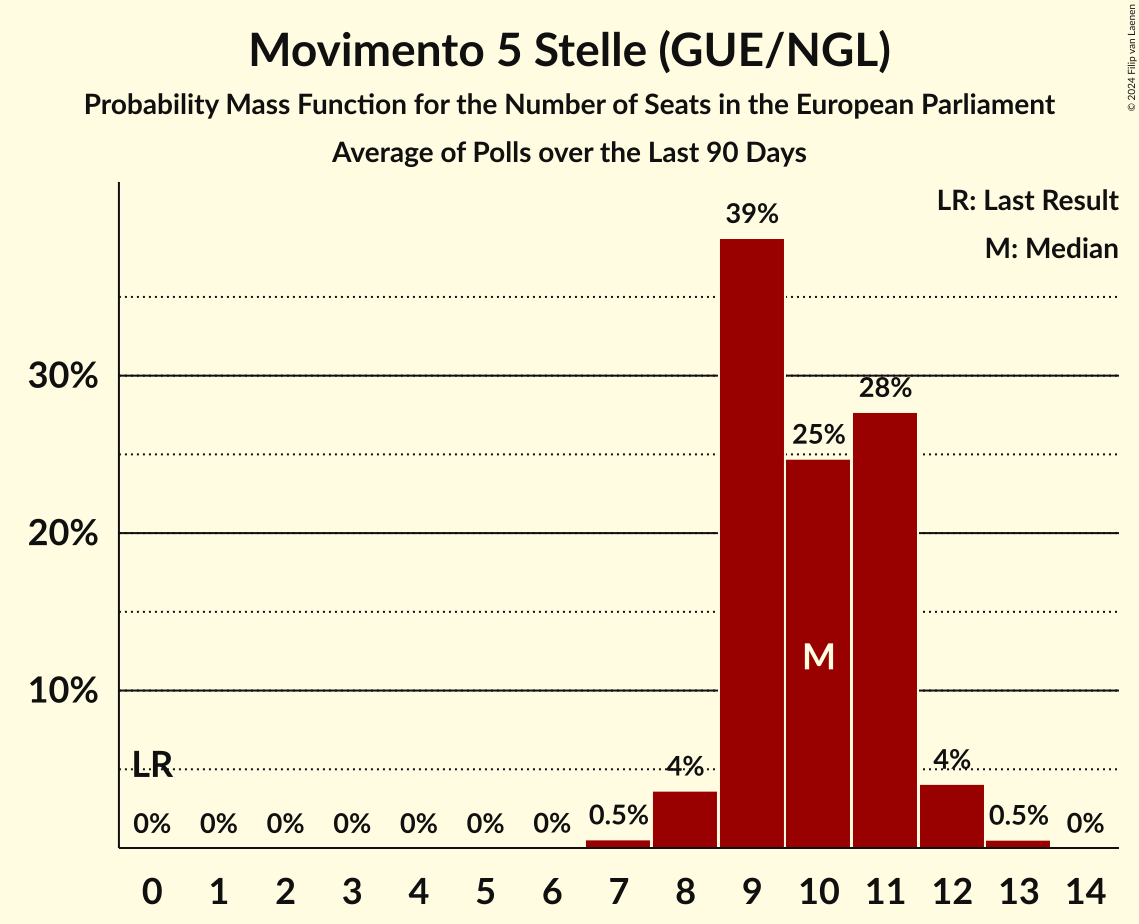 Movimento 5 Stelle (GUE/NGL)
Probability Mass Function for the Number of Seats in the European Parliament
Average of Polls over the Last 90 Days
© 2024 Filip van Laenen
LR: Last Result
M: Median
39%
30%
28%
25%
20%
M
10%
LR
4%
4%
0% 0% 0% 0% 0% 0% 0% 0.5% 0.5% 0%
0 1 2 3 4 5 6 7 8 9 10 11 12 13 14